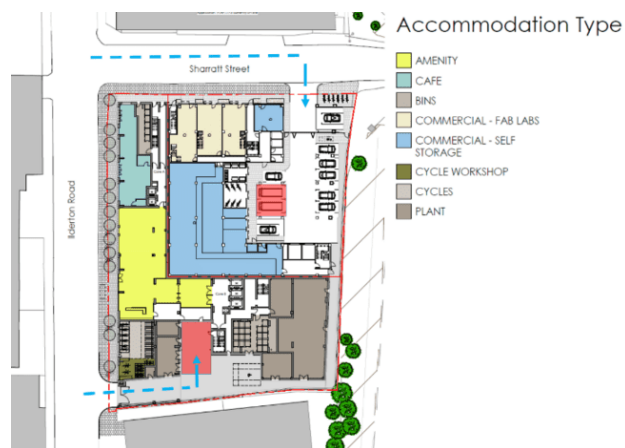 Accommodation Type
Sharratt Street
AMENITY
CAFE
BINS
COMMERCIAL - FAB LABS
COMMERCIAL - SELF
STORAGE
CYCLE WORKSHOP
CYCLES
PLANT
Ilderton Road